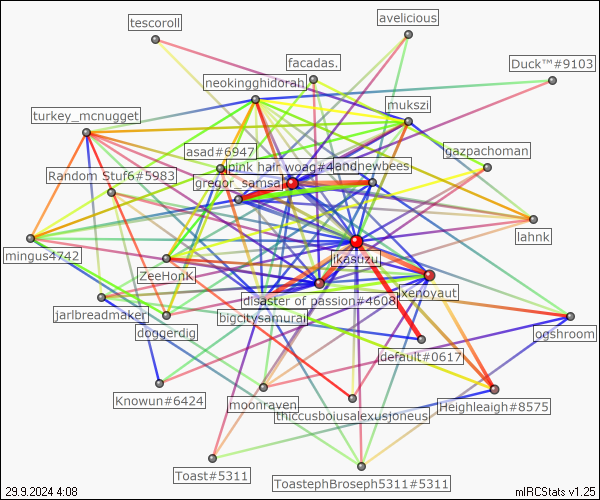 tescoroll
avelicious
facadas.
Duck™#9103
neokingghidorah
mukszi
turkey_mcnugget
asad#6947
gazpachoman
pink hair woag#4
andnewbees
Random Stuf6#5983
gregor_samsa
lahnk
mingus4742
ikasuzu
ZeeHonK
xenoyaut
jarlbreadmaker
disaster of passion#4608
doggerdig
bigcitysamurai
ogshroom
default#0617
Knowun#6424
moonraven
thiccusboiusalexusjoneus
Heighleigh#8575
Toast#5311
ToastephBroseph5311#5311
29.9.2024 4:08
mIRCStats v1.25